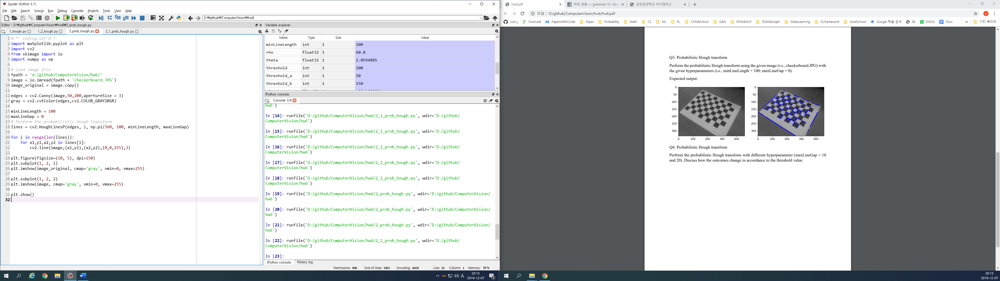 Spyder (Python 3.7)
File Edit Search Source Run Debug Consoles Projects Tools View Help
D:₩github₩ComputerVision₩hw6
Editor - D:₩github₩ComputerVision₩hw6₩2_prob_hough.py
1_hough.py 1_2_hough.py 2_prob_hough.py 2_1_prob_hough.py
1 #-*- coding:utf-8-*-
2 import matplotlib.pyplot as plt
3 import cv2
4 from skimage import io
5 import numpy as np
6
7 # Load image file
8 fpath = 'd:/github/ComputerVision/hw6/'
9 image = io.imread(fpath + 'checkerboard.JPG')
10 image_original = image.copy()
11
12 edges = cv2.Canny(image,50,200,apertureSize = 3)
13 gray = cv2.cvtColor(edges,cv2.COLOR_GRAY2BGR)
14
15 minLineLength = 100
16 maxLineGap = 0
17 # Perform the probabilistic Hough transform
18 lines = cv2.HoughLinesP(edges, 1, np.pi/360, 100, minLineLength, maxLineGap)
19
20 for i in range(len(lines)):
21     for x1,y1,x2,y2 in lines[i]:
22         cv2.line(image,(x1,y1),(x2,y2),(0,0,255),3)
23
24 plt.figure(figsize=(10, 5), dpi=150)
25 plt.subplot(1, 2, 1)
26 plt.imshow(image_original, cmap='gray', vmin=0, vmax=255)
27
28 plt.subplot(1, 2, 2)
29 plt.imshow(image, cmap='gray', vmin=0, vmax=255)
30
31 plt.show()
32
Variable explorer
Name Type Size Value
minLineLength int 1 100
rho float32 1 60.0
theta float32 1 2.0594885
threshold int 1 100
threshold_a int 1 50
threshold_b int 1 150
IPython console
Console 1/A
hw6')
In [14]: runfile('D:/github/ComputerVision/hw6/2_1_prob_hough.py', wdir='D:/github/
ComputerVision/hw6')
In [15]: runfile('D:/github/ComputerVision/hw6/2_1_prob_hough.py', wdir='D:/github/
ComputerVision/hw6')
In [16]: runfile('D:/github/ComputerVision/hw6/2_1_prob_hough.py', wdir='D:/github/
ComputerVision/hw6')
In [17]: runfile('D:/github/ComputerVision/hw6/2_1_prob_hough.py', wdir='D:/github/
ComputerVision/hw6')
In [18]: runfile('D:/github/ComputerVision/hw6/2_1_prob_hough.py', wdir='D:/github/
ComputerVision/hw6')
In [19]: runfile('D:/github/ComputerVision/hw6/2_prob_hough.py', wdir='D:/github/ComputerVision/
hw6')
In [20]: runfile('D:/github/ComputerVision/hw6/2_prob_hough.py', wdir='D:/github/ComputerVision/
hw6')
In [21]: runfile('D:/github/ComputerVision/hw6/2_prob_hough.py', wdir='D:/github/ComputerVision/
hw6')
In [22]: runfile('D:/github/ComputerVision/hw6/2_1_prob_hough.py', wdir='D:/github/
ComputerVision/hw6')
In [23]:
IPython console History log
Permissions: RW End-of-lines: CRLF Encoding: ASCII Line: 32 Column: 1 Memory: 50 %
A 20:15
2019-12-07
3
hw6.pdf 허프 변환 — gramman 0.1 doc 성균관대학교 아이캠퍼스
파일 D:/github/ComputerVision/hw6/hw6.pdf
C
cutz-j OverLeaf PapersWithCode Paper Probability Math CS ML RL CNN&Vision GAN RNN&NLP PGM&Graph MetaLearning DLframework GradSchool Google 학술 검색 lib ENDIC Docs 기타 북마크
Q3. Probabilistic Hough transform
Perform the probabilistic Hough transform using the given image (i.e., checkerboard.JPG) with
the given hyperparameters (i.e., minLineLength = 100; maxLineGap = 0).
Expected output:
0 50 100 150 200 250 300
0 100 200 300 400
0 50 100 150 200 250 300
0 100 200 300 400
Q4. Probabilistic Hough transform
Perform the probabilistic Hough transform with different hyperparameter (maxLineGap = 10
and 20). Discuss how the outcomes change in accordance to the threshold value.
20:15
2019-12-07